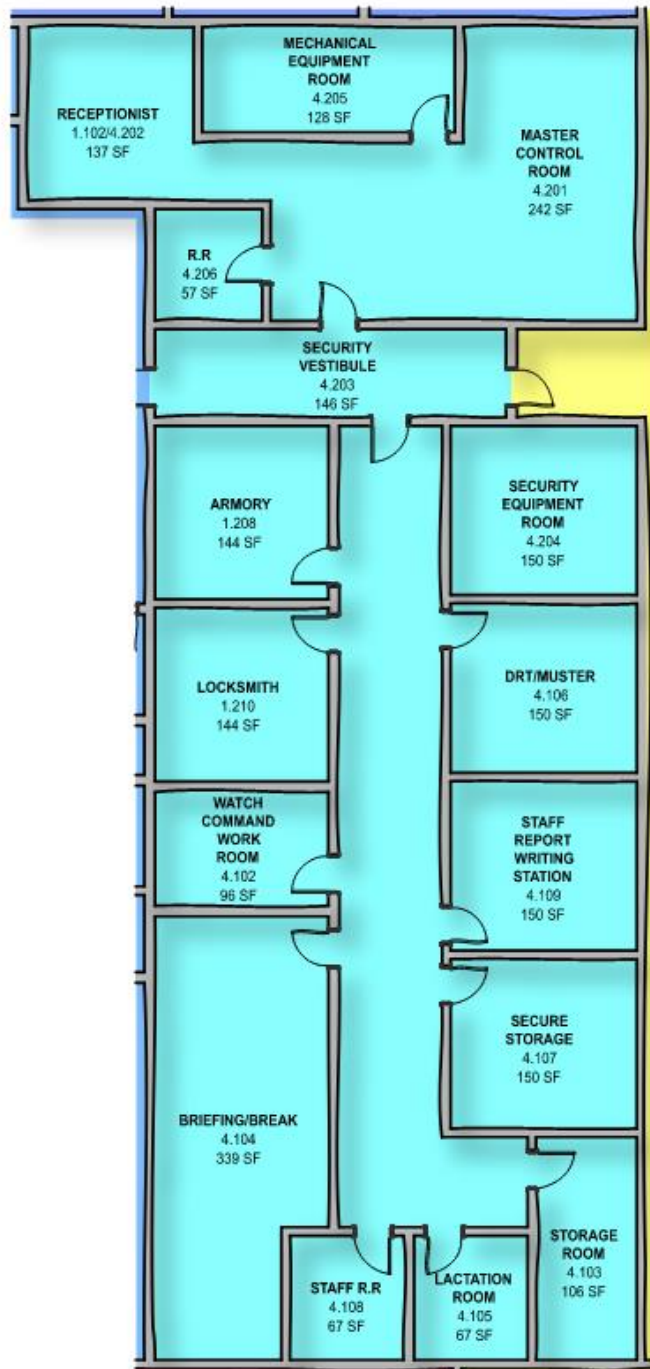 MECHANICAL
EQUIPMENT
ROOM
4.205
128 SF
RECEPTIONIST
1.102/4.202
137 SF
MASTER
CONTROL
ROOM
4.201
242 SF
R.R
4.206
57 SF
SECURITY
VESTIBULE
4.203
146 SF
ARMORY
1.208
144 SF
SECURITY
EQUIPMENT
ROOM
4.204
150 SF
LOCKSMITH
1.210
144 SF
DRT/MUSTER
4.106
150 SF
WATCH
COMMAND
WORK
ROOM
4.102
96 SF
STAFF
REPORT
WRITING
STATION
4.109
150 SF
SECURE
STORAGE
4.107
150 SF
BRIEFING/BREAK
4.104
339 SF
STORAGE
ROOM
4.103
106 SF
STAFF R.R
4.108
67 SF
LACTATION
ROOM
4.105
67 SF